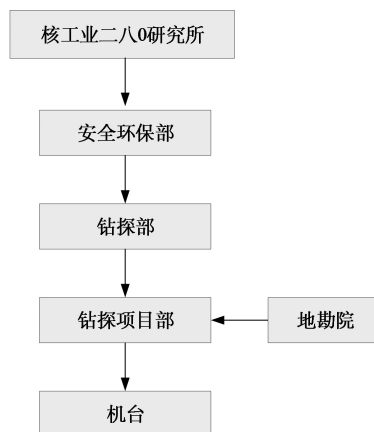 核工业二八0研究所
安全环保部
钻探部
钻探项目部
地勘院
机台